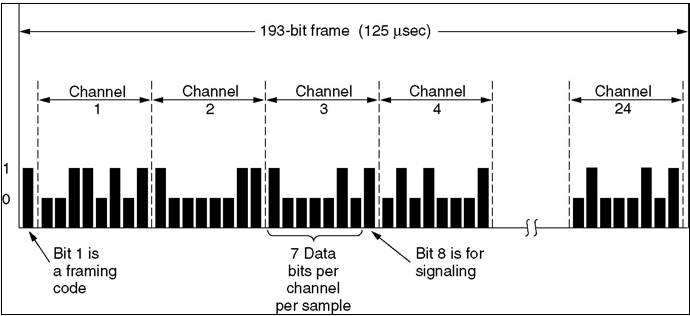 193-bit frame (125 μsec)
Channel
1
Channel
2
Channel
3
Channel
4
Channel
24
1
0
Bit 1 is
a framing
code
7 Data
bits per
channel
per sample
Bit 8 is for
signaling